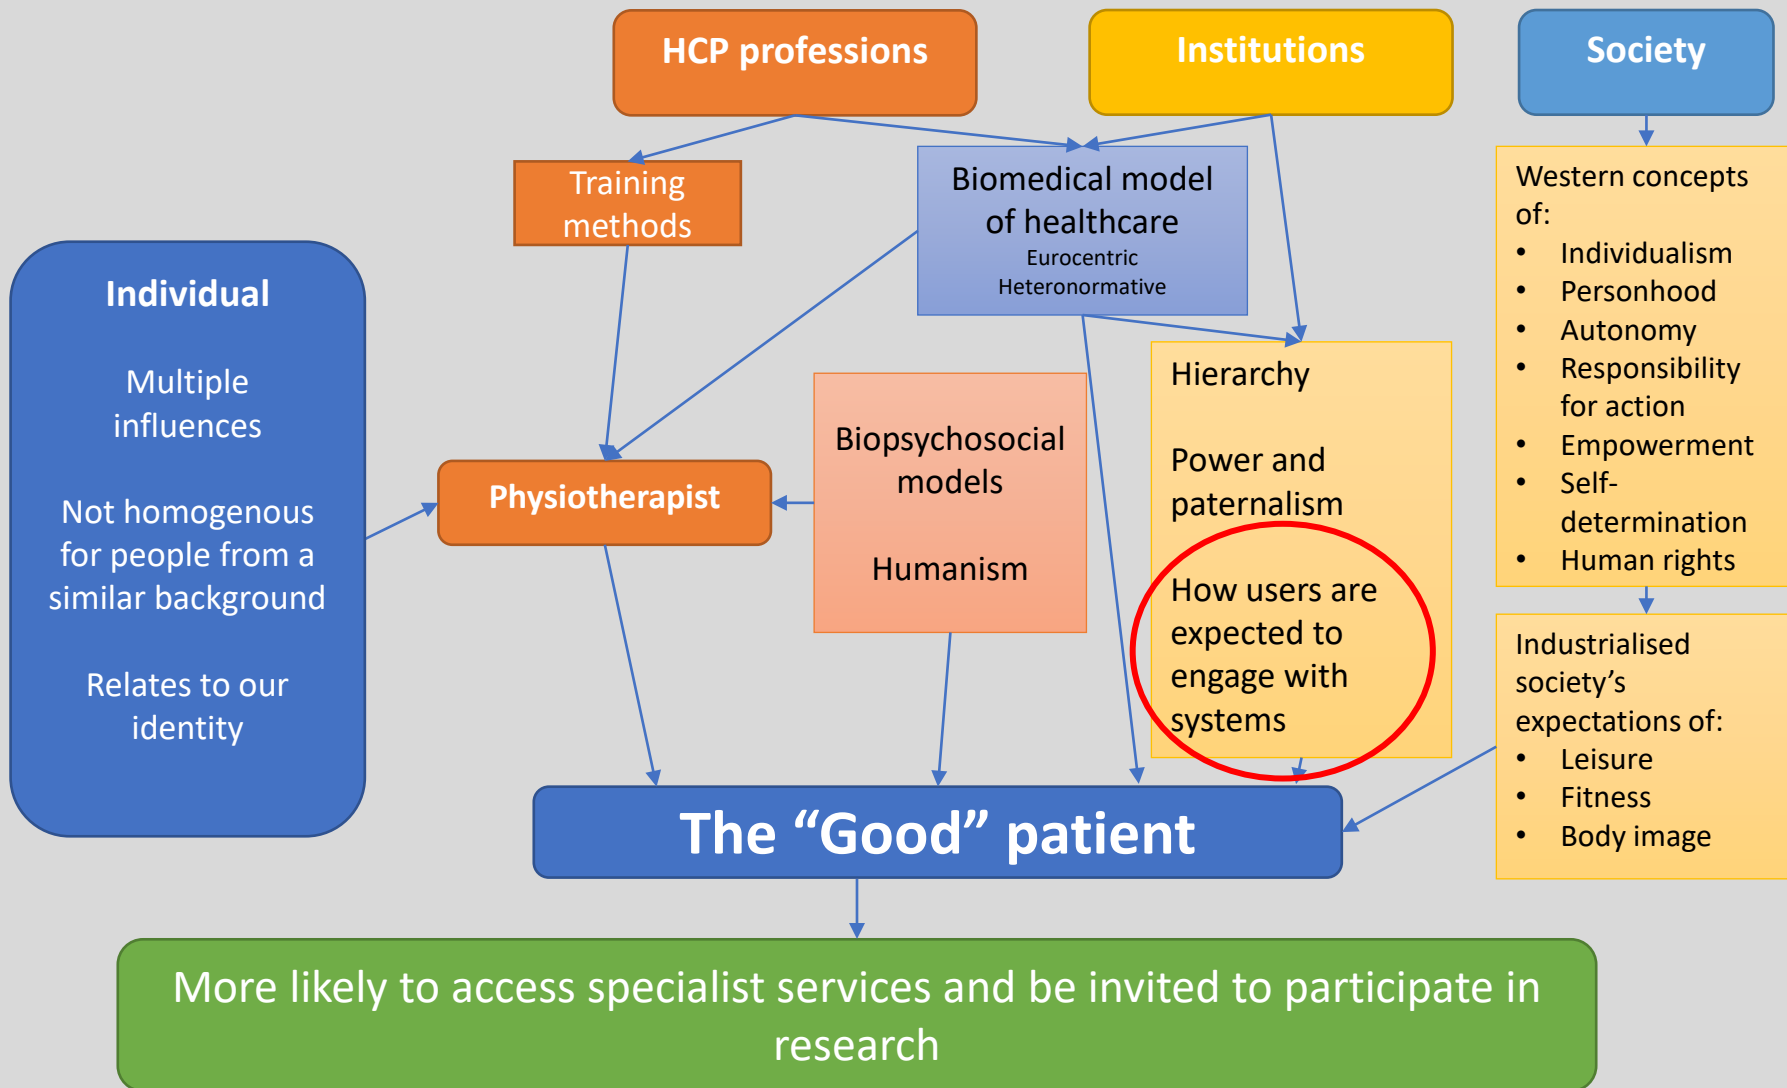 HCP professions
Institutions
Society
Training
methods
Biomedical model
of healthcare
Eurocentric
Heteronormative
Western concepts
of:
• Individualism
• Personhood
• Autonomy
• Responsibility
for action
• Empowerment
• Self-
determination
• Human rights
Individual
Multiple
influences
Not homogenous
for people from a
similar background
Relates to our
identity
Physiotherapist
Biopsychosocial
models
Humanism
Hierarchy
Power and
paternalism
How users are
expected to
engage with
systems
Industrialised
society’s
expectations of:
• Leisure
• Fitness
• Body image
The “Good” patient
More likely to access specialist services and be invited to participate in
research